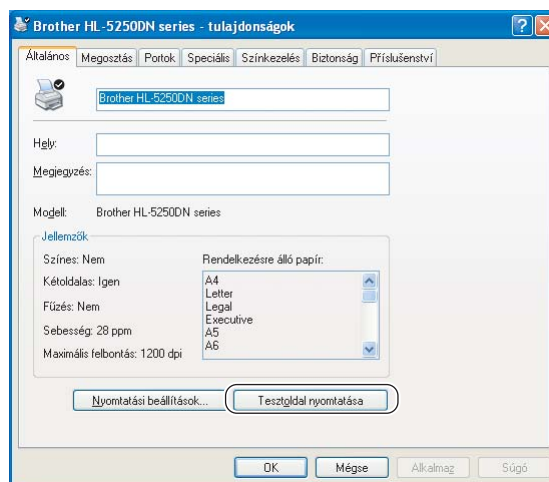 Brother HL-5250DN series - tulajdonságok
Általános Megosztás Portok Speciális Színkezelés Biztonság Příslušenství
Brother HL-5250DN series
Hely:
Megjegyzés:
Modell: Brother HL-5250DN series
Jellemzők
Színes: Nem Rendelkezésre álló papír:
Kétoldalas: Igen
Fűzés: Nem
Sebesség: 28 ppm
Maximális felbontás: 1200 dpi
A4
Letter
Legal
Executive
A5
A6
Nyomtatási beállítások... Tesztoldal nyomtatása
OK Mégse Alkalmaz Súgó